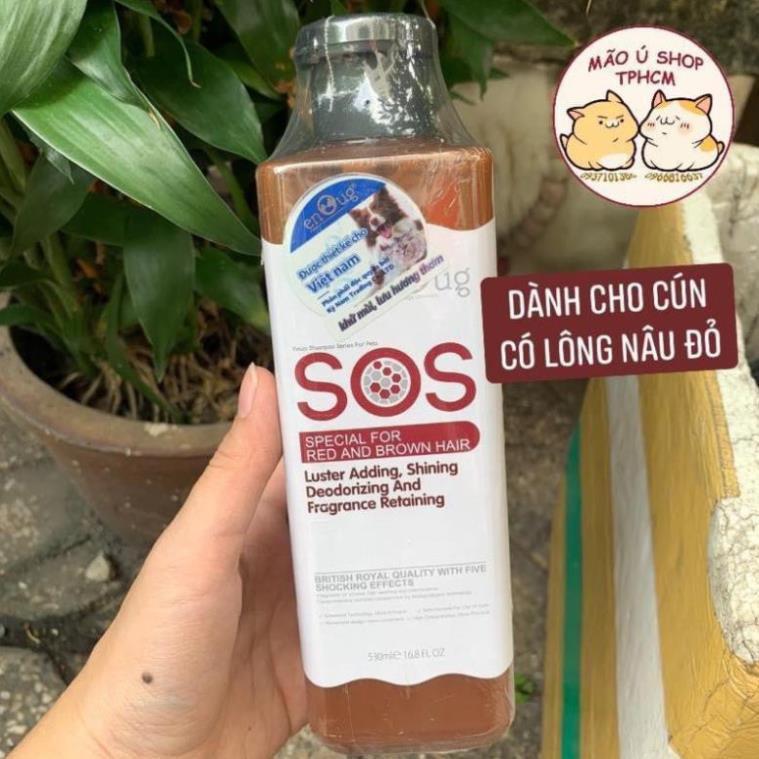 MÃO Ú SHOP
TPHCM
enOug
Được thiết kế cho
Việt nam
khử mùi, lưu hương thơm
ug
DÀNH CHO CÚN
CÓ LÔNG NÂU ĐỎ
SOS
SPECIAL FOR
RED AND BROWN HAIR
Luster Adding, Shining
Deodorizing And
Fragrance Retaining
BRITISH ROYAL QUALITY WITH FIVE
SHOCKING EFFECTS
530ml e 16.8 FL OZ